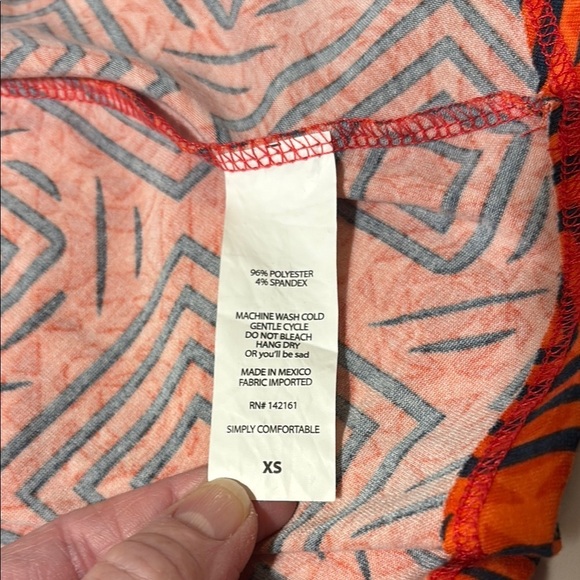 96% POLYESTER
4% SPANDEX
MACHINE WASH COLD
GENTLE CYCLE
DO NOT BLEACH
HANG DRY
OR you'll be sad
MADE IN MEXICO
FABRIC IMPORTED
RN# 142161
SIMPLY COMFORTABLE
XS